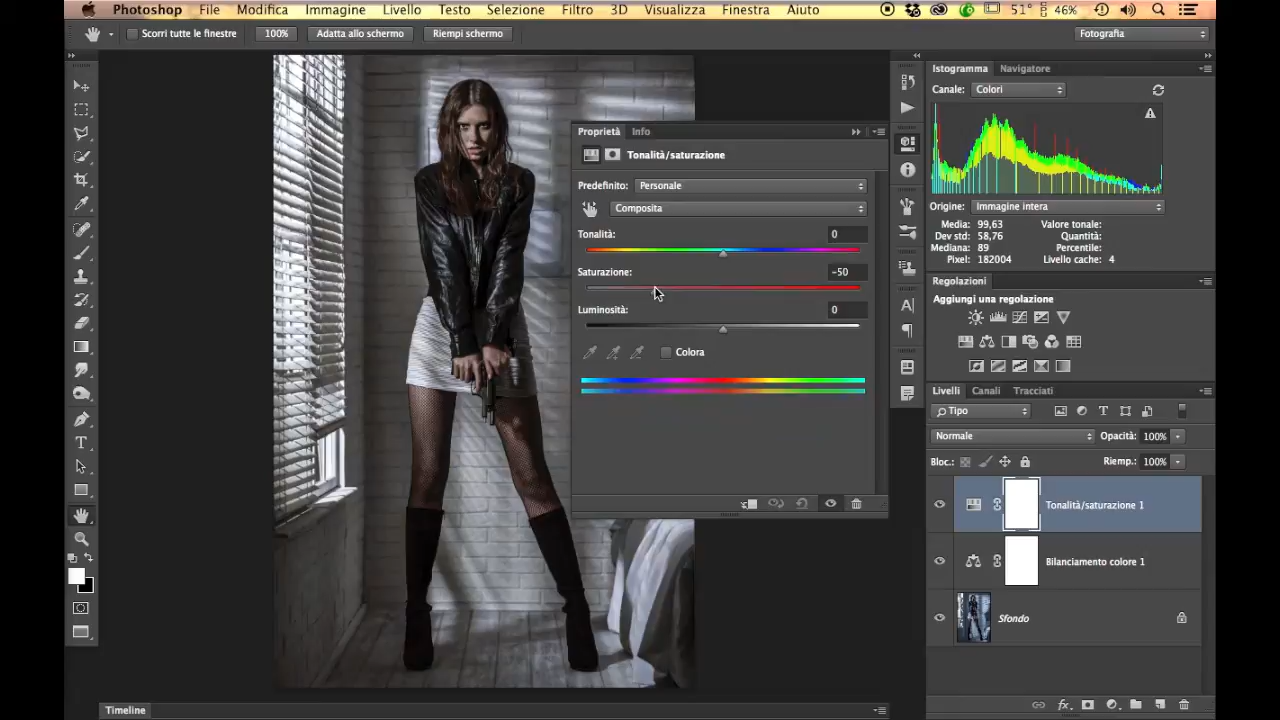 Photoshop File Modifica Immagine Livello Testo Selezione Filtro 3D Visualizza Finestra Aiuto 51° 46%
Scorri tutte le finestre 100% Adatta allo schermo Riempi schermo Fotografia
Istogramma Navigatore
Canale: Colori
Origine: Immagine intera
Media: 99,63 Valore tonale:
Dev std: 58,76 Quantità:
Mediana: 89 Percentile:
Pixel: 182004 Livello cache: 4
Regolazioni
Aggiungi una regolazione
Proprietà Info
Tonalità/saturazione
Predefinito: Personale
Composita
Tonalità: 0
Saturazione: -50
Luminosità: 0
Colora
Livelli Canali Tracciati
Tipo
Normale Opacità: 100%
Bloc.: Riemp.: 100%
Tonalità/saturazione 1
Bilanciamento colore 1
Sfondo
Timeline